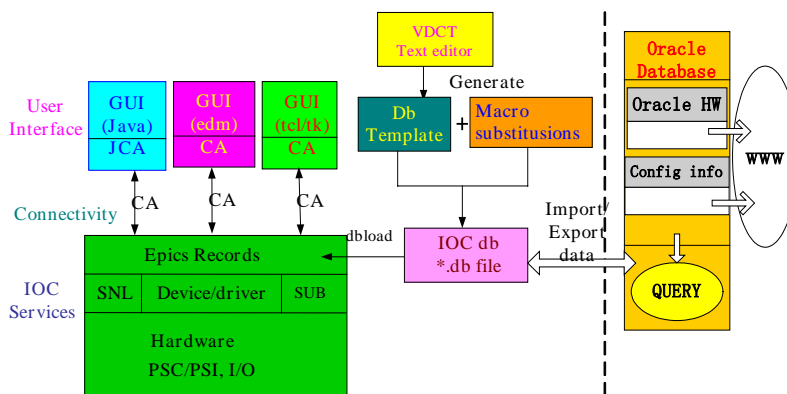 VDCT
Text editor
Generate
Oracle
Database
User
Interface
GUI
(Java)
JCA
GUI
(edm)
CA
GUI
(tcl/tk)
CA
Db
Template
+
Macro
substitusions
Oracle HW
Config info
WWW
Connectivity
CA
CA
CA
dbload
IOC db
*.db file
Import/
Export
data
QUERY
IOC
Services
Epics Records
SNL
Device/driver
SUB
Hardware
PSC/PSI, I/O